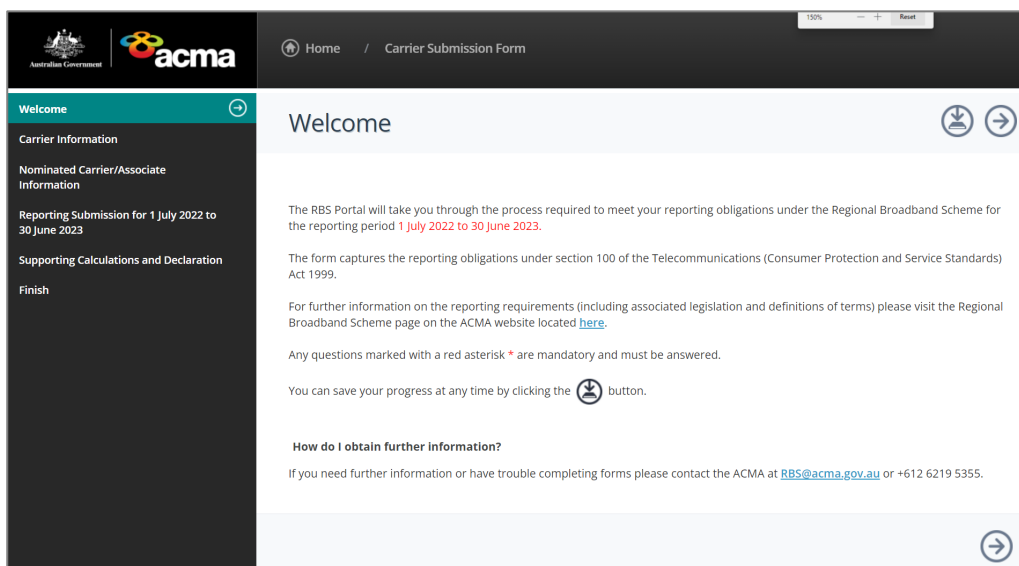 150% — + Reset
Australian Government
acma
Home / Carrier Submission Form
Welcome
Carrier Information
Nominated Carrier/Associate
Information
Reporting Submission for 1 July 2022 to
30 June 2023
Supporting Calculations and Declaration
Finish
Welcome
The RBS Portal will take you through the process required to meet your reporting obligations under the Regional Broadband Scheme for
the reporting period 1 July 2022 to 30 June 2023.
The form captures the reporting obligations under section 100 of the Telecommunications (Consumer Protection and Service Standards)
Act 1999.
For further information on the reporting requirements (including associated legislation and definitions of terms) please visit the Regional
Broadband Scheme page on the ACMA website located here.
Any questions marked with a red asterisk * are mandatory and must be answered.
You can save your progress at any time by clicking the button.
How do I obtain further information?
If you need further information or have trouble completing forms please contact the ACMA at RBS@acma.gov.au or +612 6219 5355.